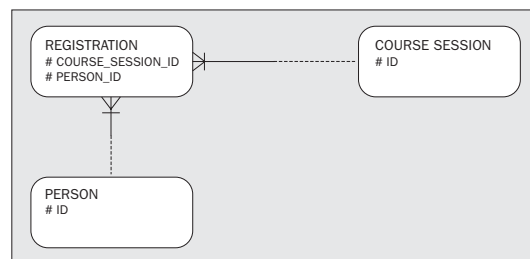 REGISTRATION
# COURSE_SESSION_ID
# PERSON_ID
COURSE SESSION
# ID
PERSON
# ID